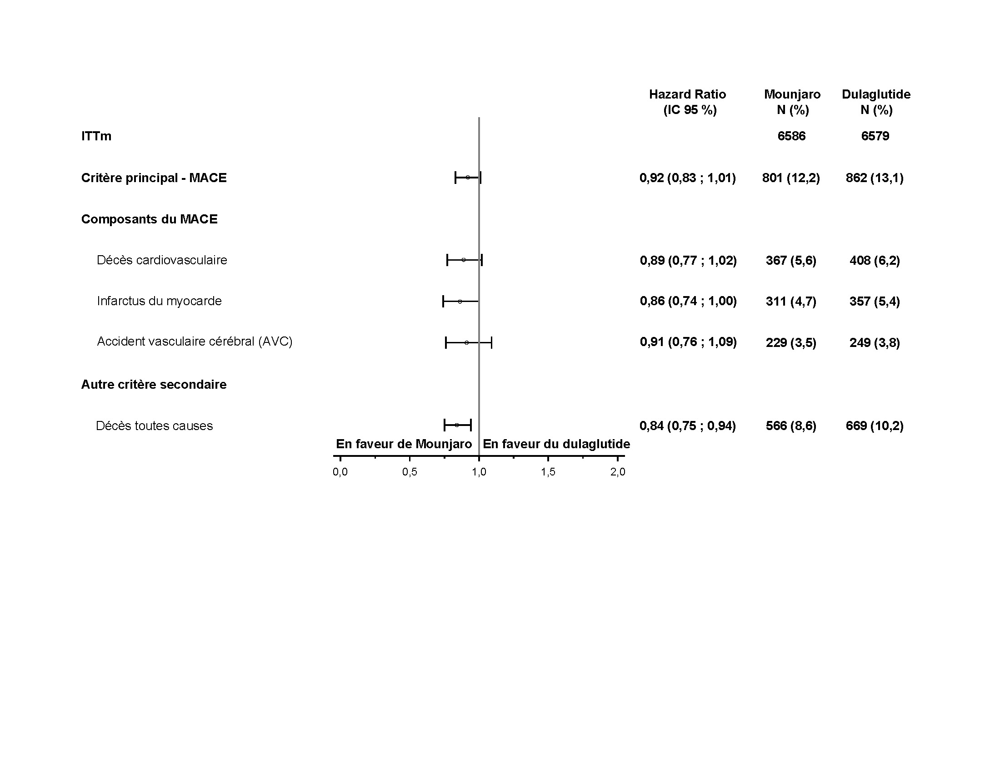 Hazard Ratio Mounjaro Dulaglutide
(IC 95 %) N (%) N (%)
ITTm 6586 6579
Critère principal - MACE 0,92 (0,83 ; 1,01) 801 (12,2) 862 (13,1)
Composants du MACE
Décès cardiovasculaire 0,89 (0,77 ; 1,02) 367 (5,6) 408 (6,2)
Infarctus du myocarde 0,86 (0,74 ; 1,00) 311 (4,7) 357 (5,4)
Accident vasculaire cérébral (AVC) 0,91 (0,76 ; 1,09) 229 (3,5) 249 (3,8)
Autre critère secondaire
Décès toutes causes 0,84 (0,75 ; 0,94) 566 (8,6) 669 (10,2)
En faveur de Mounjaro En faveur du dulaglutide
0,0 0,5 1,0 1,5 2,0